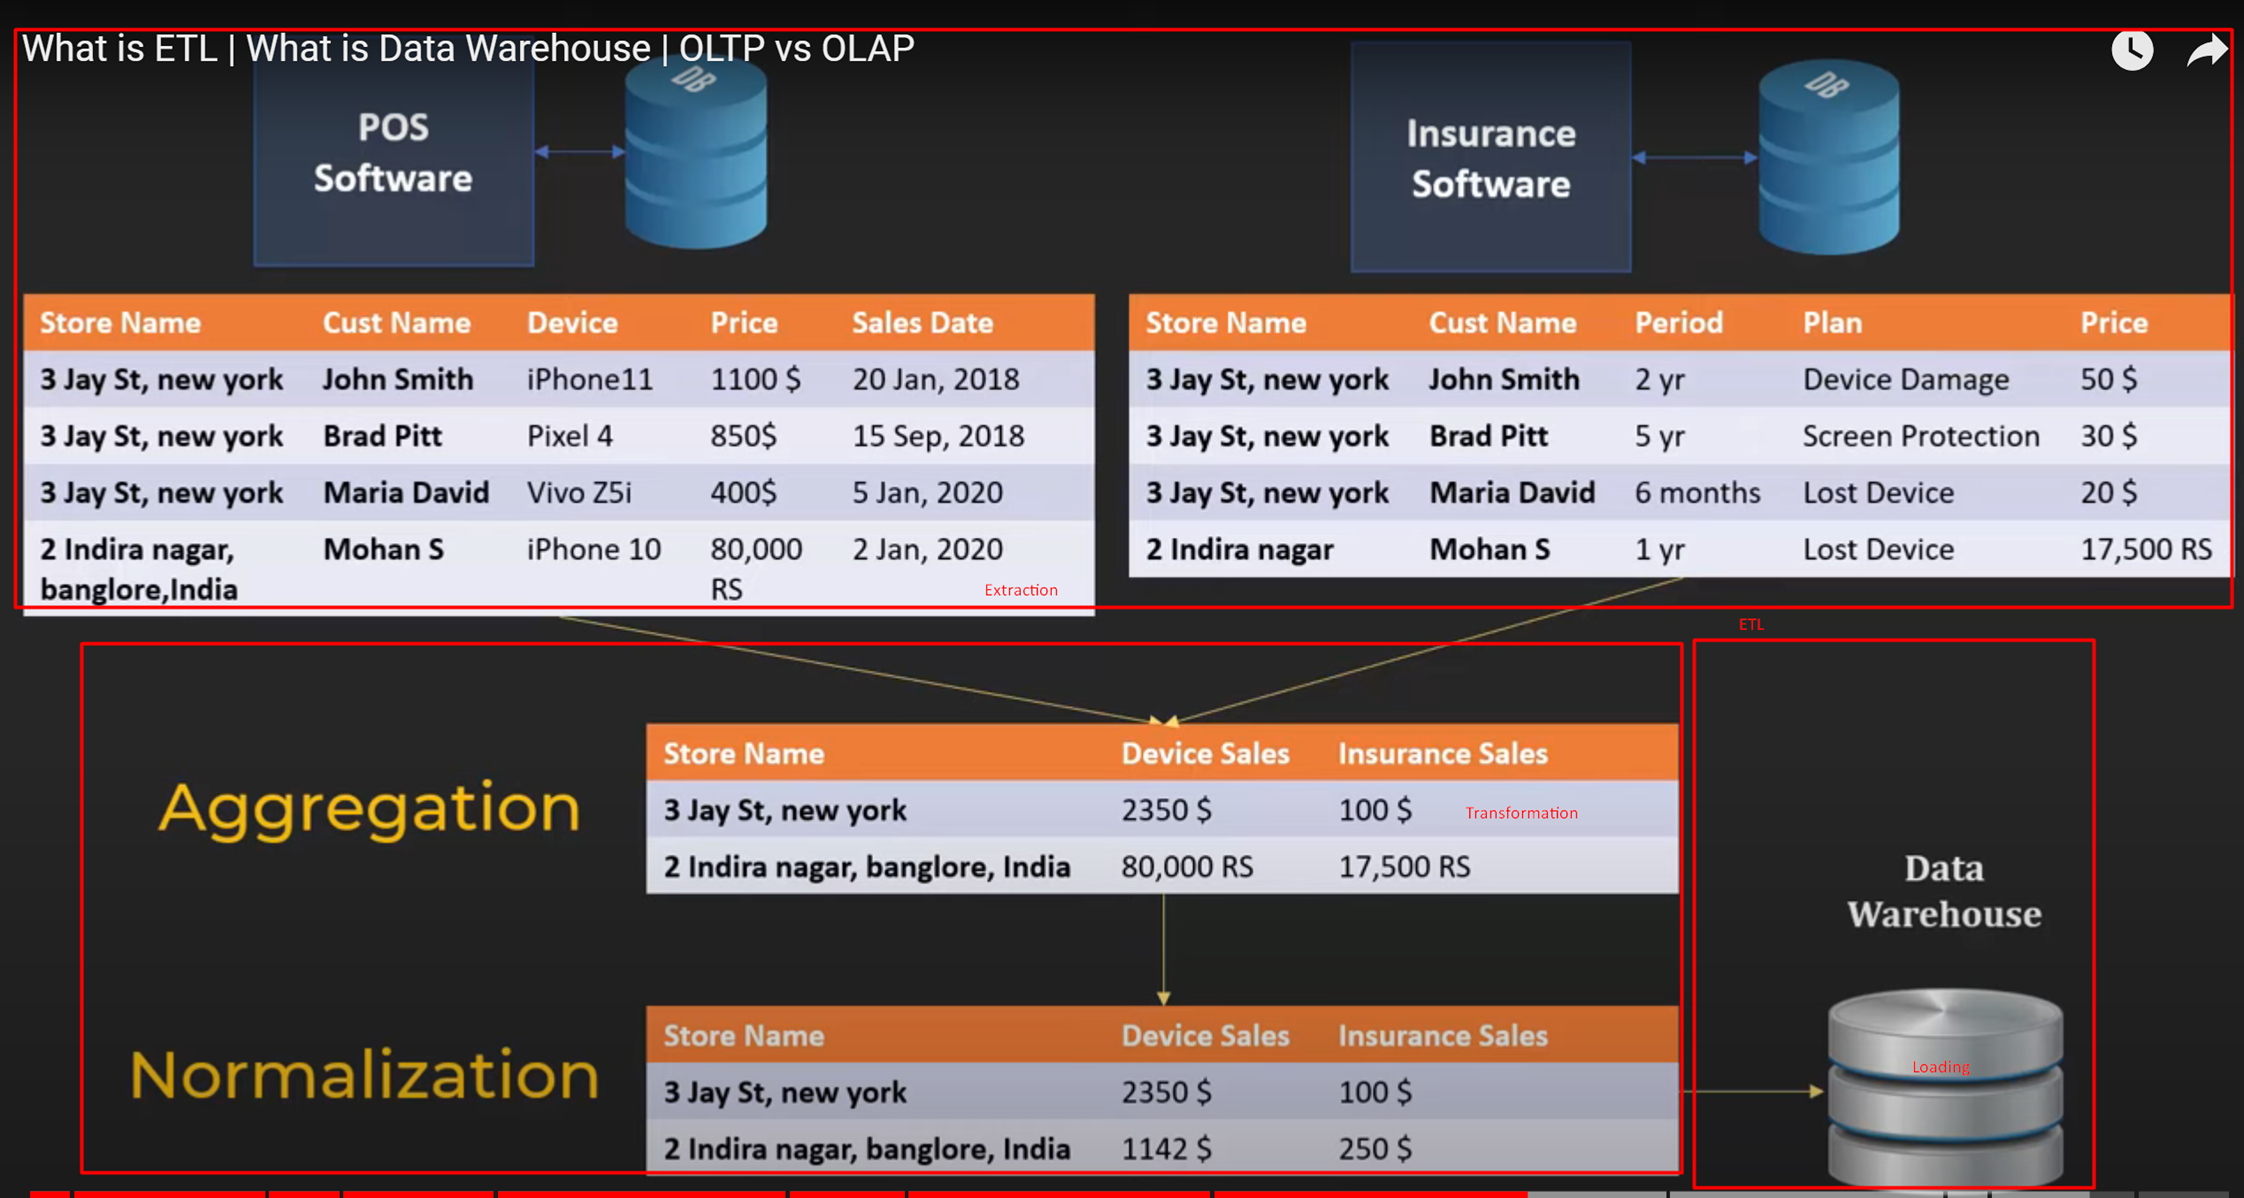 What is ETL | What is Data Warehouse | OLTP vs OLAP
POS
Software
DB
Insurance
Software
DB
Store Name Cust Name Device Price Sales Date
3 Jay St, new york John Smith iPhone11 1100 $ 20 Jan, 2018
3 Jay St, new york Brad Pitt Pixel 4 850$ 15 Sep, 2018
3 Jay St, new york Maria David Vivo Z5i 400$ 5 Jan, 2020
2 Indira nagar, Mohan S iPhone 10 80,000 2 Jan, 2020
banglore,India RS
Extraction
Store Name Cust Name Period Plan Price
3 Jay St, new york John Smith 2 yr Device Damage 50 $
3 Jay St, new york Brad Pitt 5 yr Screen Protection 30 $
3 Jay St, new york Maria David 6 months Lost Device 20 $
2 Indira nagar Mohan S 1 yr Lost Device 17,500 RS
ETL
Aggregation
Store Name Device Sales Insurance Sales
3 Jay St, new york 2350 $ 100 $ Transformation
2 Indira nagar, banglore, India 80,000 RS 17,500 RS
Normalization
Store Name Device Sales Insurance Sales
3 Jay St, new york 2350 $ 100 $
2 Indira nagar, banglore, India 1142 $ 250 $
Data
Warehouse
Loading